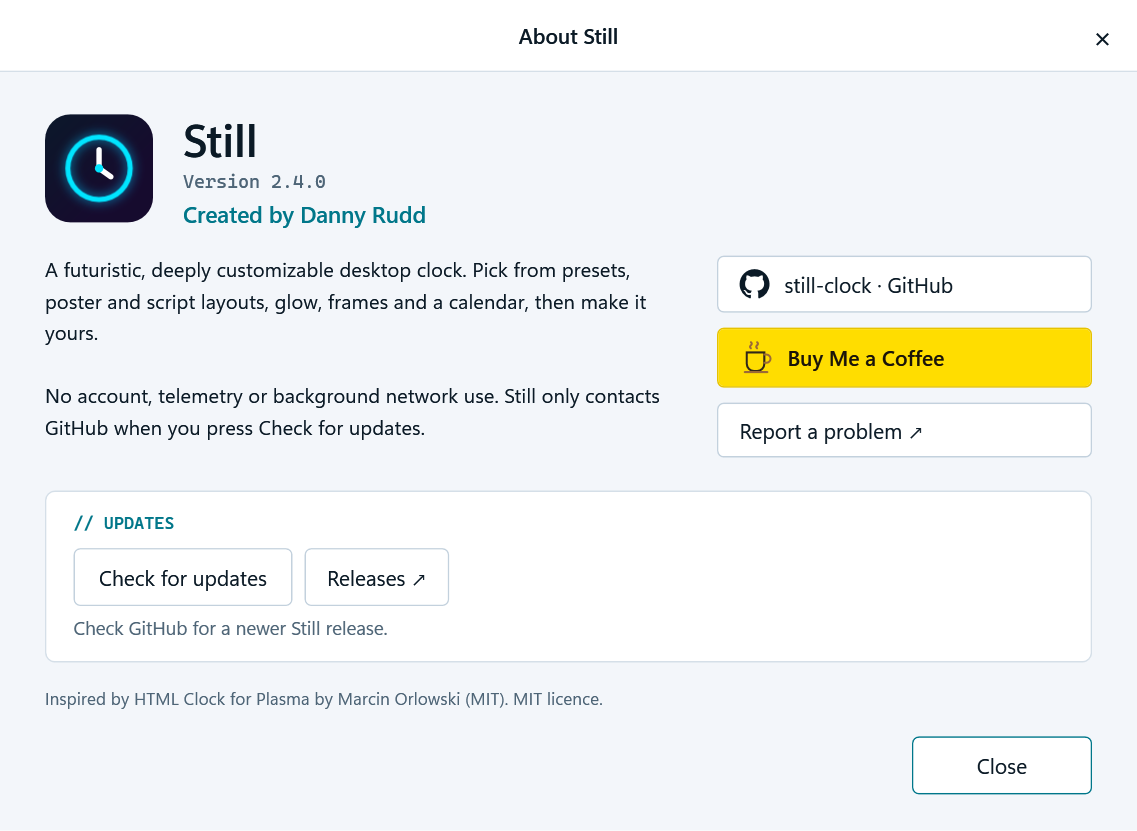 About Still
×
Still
Version 2.4.0
Created by Danny Rudd
A futuristic, deeply customizable desktop clock. Pick from presets,
poster and script layouts, glow, frames and a calendar, then make it
yours.
No account, telemetry or background network use. Still only contacts
GitHub when you press Check for updates.
still-clock · GitHub
Buy Me a Coffee
Report a problem ↗
// UPDATES
Check for updates
Releases ↗
Check GitHub for a newer Still release.
Inspired by HTML Clock for Plasma by Marcin Orlowski (MIT). MIT licence.
Close